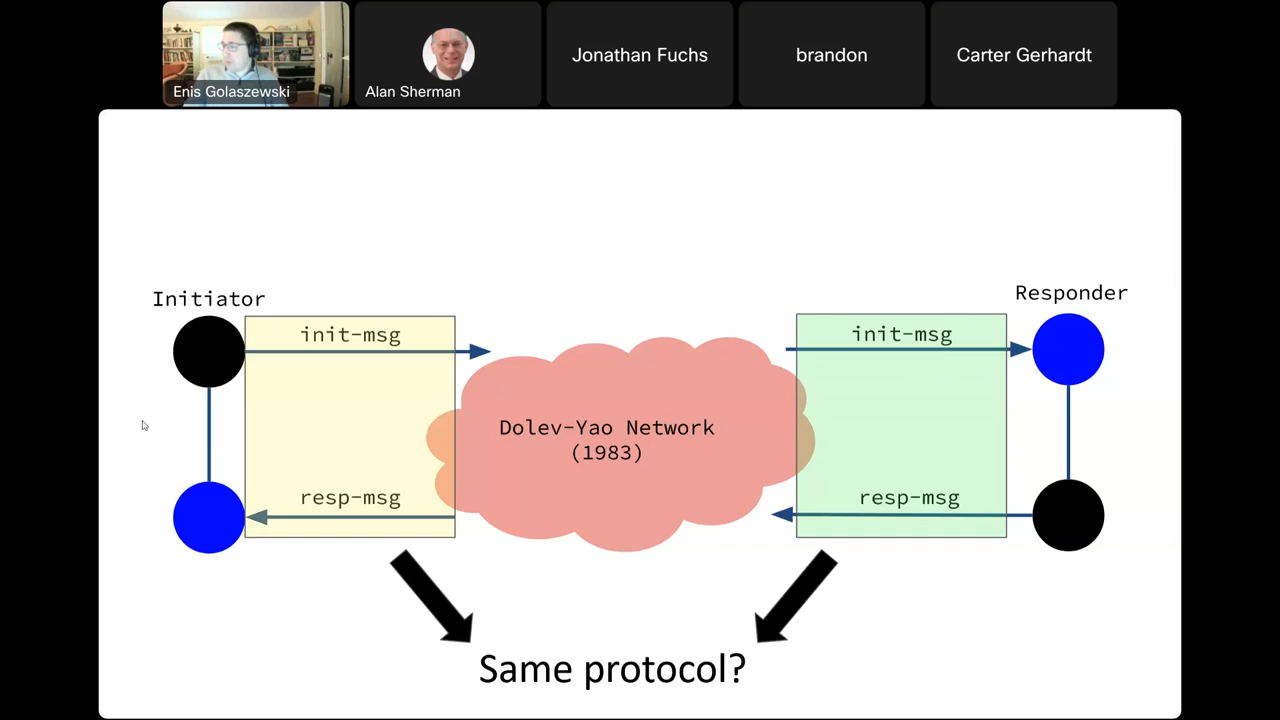 Enis Golaszewski
Alan Sherman
Jonathan Fuchs
brandon
Carter Gerhardt
Initiator
Responder
init-msg
init-msg
Dolev-Yao Network
(1983)
resp-msg
resp-msg
Same protocol?